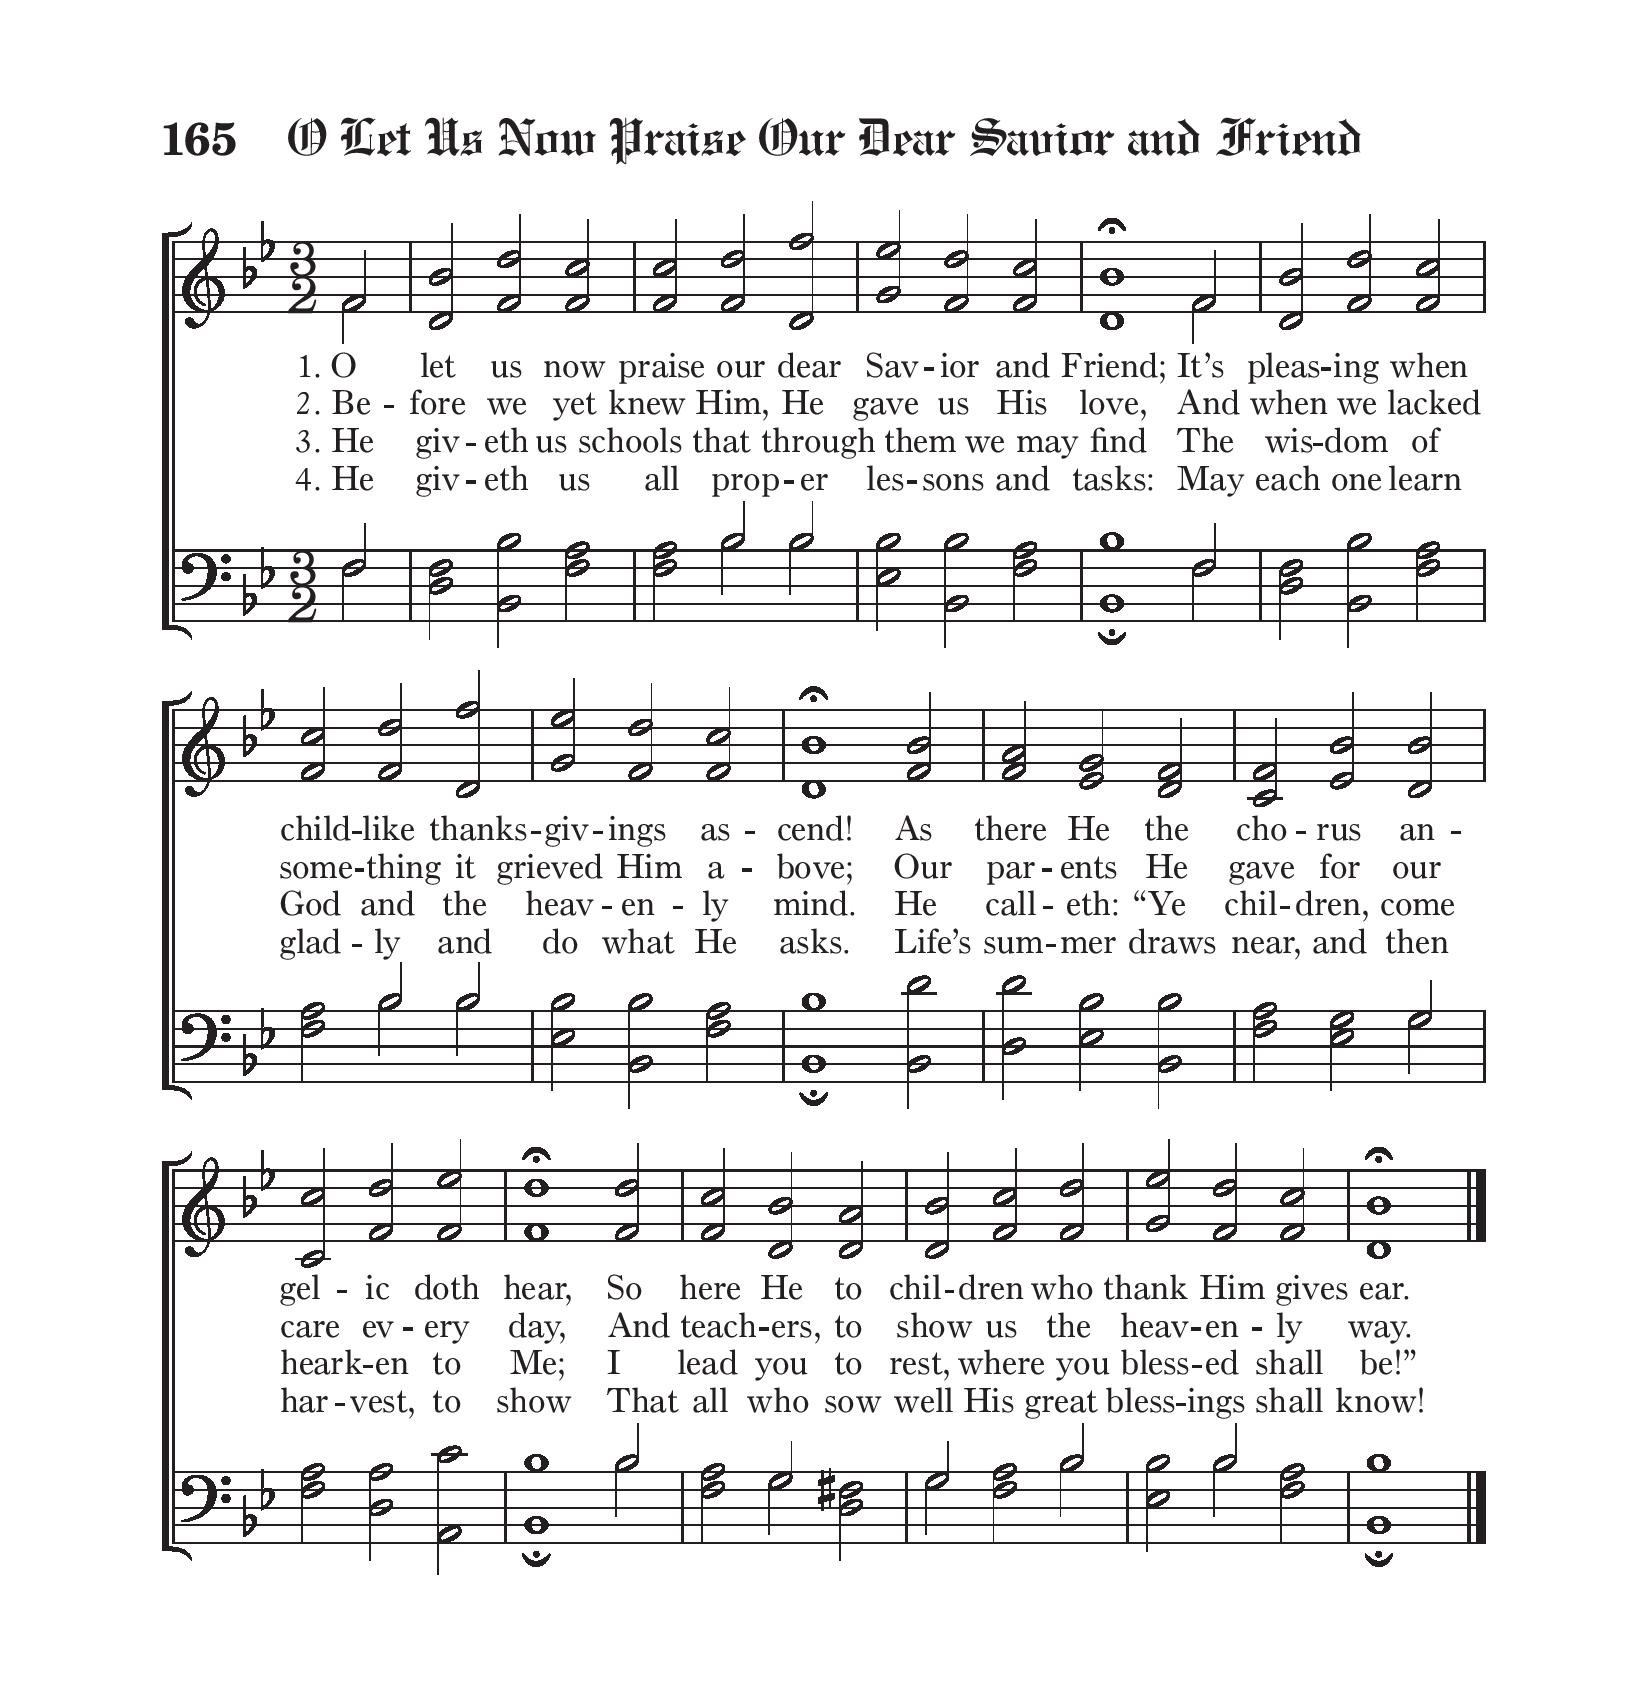 165 O Let Us Now Praise Our Dear Savior and Friend
3
2
1. O let us now praise our dear Sav - ior and Friend; It’s pleas-ing when
2. Be - fore we yet knew Him, He gave us His love, And when we lacked
3. He giv - eth us schools that through them we may find The wis-dom of
4. He giv - eth us all prop - er les - sons and tasks: May each one learn
3
2
child-like thanks-giv-ings as - cend! As there He the cho - rus an -
some-thing it grieved Him a - bove; Our par - ents He gave for our
God and the heav - en - ly mind. He call - eth: “Ye chil - dren, come
glad - ly and do what He asks. Life’s sum-mer draws near, and then
gel - ic doth hear, So here He to chil - dren who thank Him gives ear.
care ev - ery day, And teach-ers, to show us the heav-en - ly way.
heark-en to Me; I lead you to rest, where you bless-ed shall be!”
har - vest, to show That all who sow well His great bless-ings shall know!